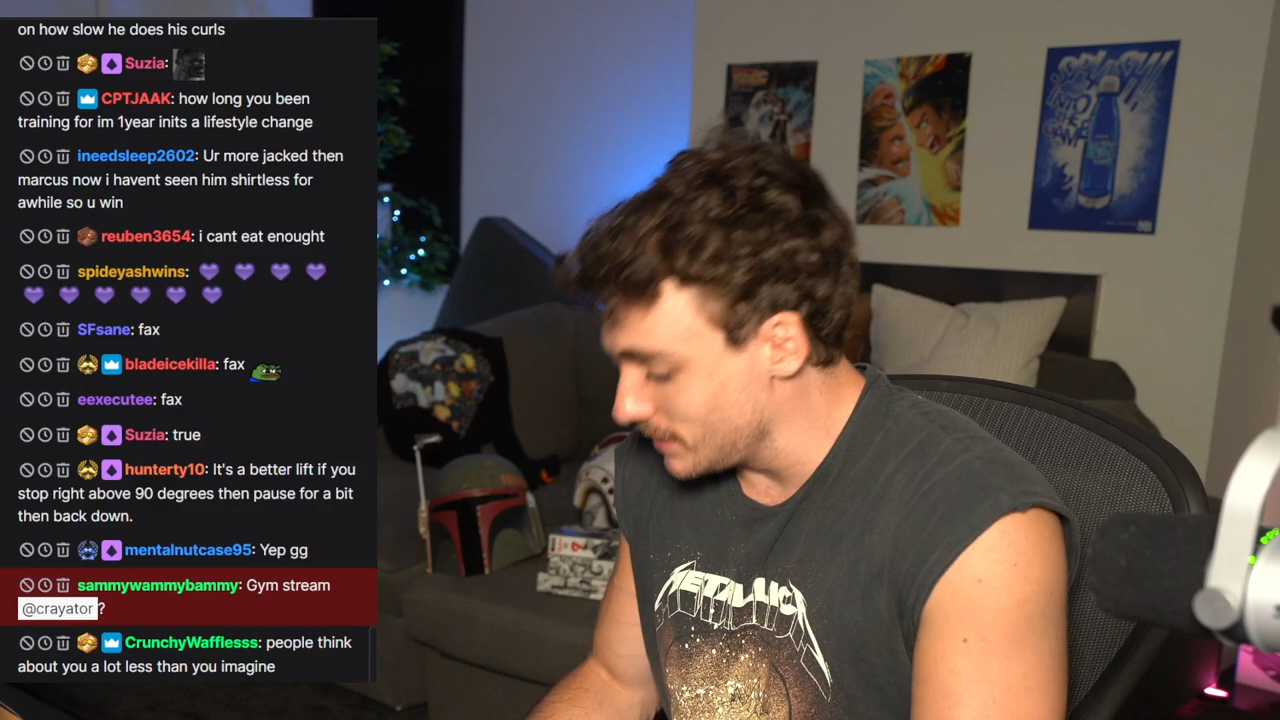 on how slow he does his curls
Suzia:
CPTJAAK: how long you been
training for im 1year inits a lifestyle change
ineedsleep2602: Ur more jacked then
marcus now i havent seen him shirtless for
awhile so u win
reuben3654: i cant eat enought
spideyashwins:
SFsane: fax
bladeicekilla: fax
eexecutee: fax
Suzia: true
hunterty10: It's a better lift if you
stop right above 90 degrees then pause for a bit
then back down.
mentalnutcase95: Yep gg
sammywammybammy: Gym stream
@crayator ?
CrunchyWafflesss: people think
about you a lot less than you imagine
SPLASH!
INTO
METALLICA